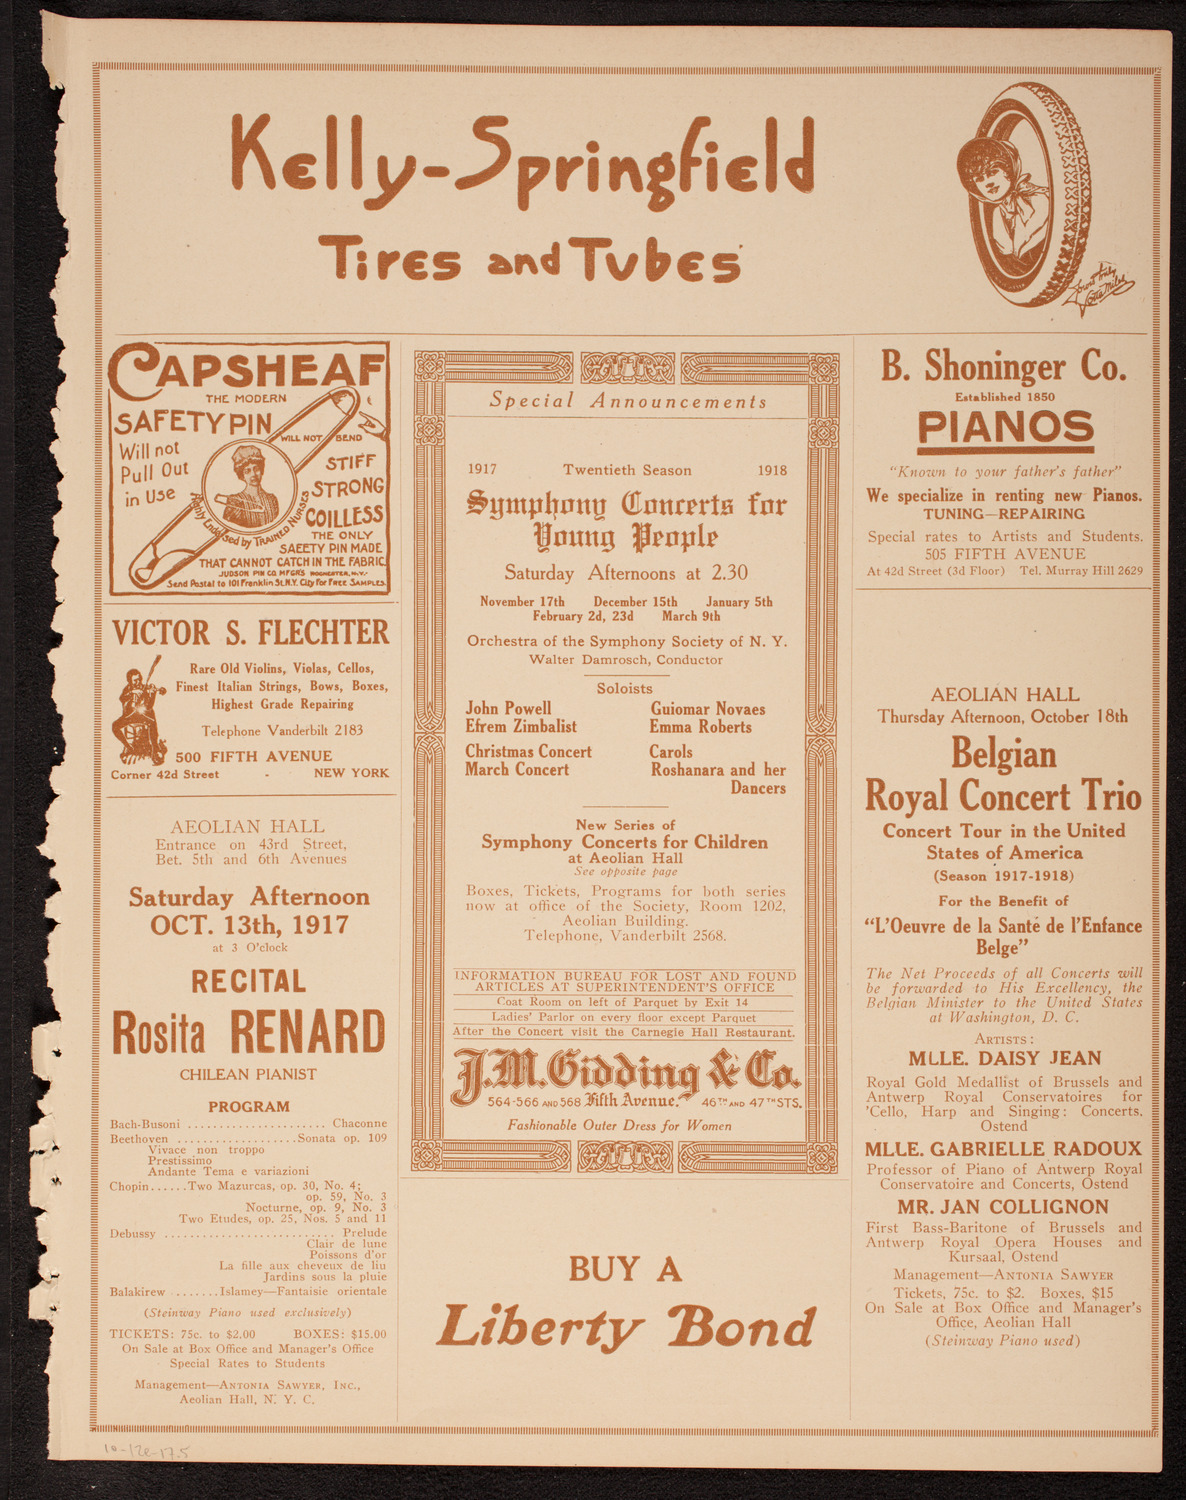 Kelly-Springfield
Tires and Tubes
Lotta Miles
CAPSHEAF
THE MODERN
SAFETY PIN
WILL NOT BEND
Will not
Pull Out
in Use
STIFF
STRONG
COILLESS
Highly Endorsed by TRAINED NURSES
THE ONLY
SAFETY PIN MADE
THAT CANNOT CATCH IN THE FABRIC.
JUDSON PIN CO. MFGRS ROCHESTER, N.Y.
Send Postal to 101 Franklin St. N.Y. City for FREE SAMPLES.
VICTOR S. FLECHTER
Rare Old Violins, Violas, Cellos,
Finest Italian Strings, Bows, Boxes,
Highest Grade Repairing
Telephone Vanderbilt 2183
500 FIFTH AVENUE
Corner 42d Street - NEW YORK
AEOLIAN HALL
Entrance on 43rd Street,
Bet. 5th and 6th Avenues
Saturday Afternoon
OCT. 13th, 1917
at 3 O'clock
RECITAL
Rosita RENARD
CHILEAN PIANIST
PROGRAM
Bach-Busoni ..................... Chaconne
Beethoven ..................Sonata op. 109
Vivace non troppo
Prestissimo
Andante Tema e variazioni
Chopin......Two Mazurcas, op. 30, No. 4;
op. 59, No. 3
Nocturne, op. 9, No. 3
Two Etudes, op. 25, Nos. 5 and 11
Debussy .......................... Prelude
Clair de lune
Poissons d'or
La fille aux cheveux de liu
Jardins sous la pluie
Balakirew ........Islamey—Fantaisie orientale
(Steinway Piano used exclusively)
TICKETS: 75c. to $2.00 BOXES: $15.00
On Sale at Box Office and Manager's Office
Special Rates to Students
Management—ANTONIA SAWYER, INC.,
Aeolian Hall, N. Y. C.
Special Announcements
1917 Twentieth Season 1918
Symphony Concerts for
Young People
Saturday Afternoons at 2.30
November 17th December 15th January 5th
February 2d, 23d March 9th
Orchestra of the Symphony Society of N. Y.
Walter Damrosch, Conductor
Soloists
John Powell Guiomar Novaes
Efrem Zimbalist Emma Roberts
Christmas Concert Carols
March Concert Roshanara and her
Dancers
New Series of
Symphony Concerts for Children
at Aeolian Hall
See opposite page
Boxes, Tickets, Programs for both series
now at office of the Society, Room 1202,
Aeolian Building.
Telephone, Vanderbilt 2568.
INFORMATION BUREAU FOR LOST AND FOUND
ARTICLES AT SUPERINTENDENT'S OFFICE
Coat Room on left of Parquet by Exit 14
Ladies' Parlor on every floor except Parquet
After the Concert visit the Carnegie Hall Restaurant.
J.M. Gidding & Co.
564-566 AND 568 Fifth Avenue. 46TH AND 47TH STS.
Fashionable Outer Dress for Women
BUY A
Liberty Bond
B. Shoninger Co.
Established 1850
PIANOS
"Known to your father's father"
We specialize in renting new Pianos.
TUNING—REPAIRING
Special rates to Artists and Students.
505 FIFTH AVENUE
At 42d Street (3d Floor) Tel. Murray Hill 2629
AEOLIAN HALL
Thursday Afternoon, October 18th
Belgian
Royal Concert Trio
Concert Tour in the United
States of America
(Season 1917-1918)
For the Benefit of
"L'Oeuvre de la Santé de l'Enfance
Belge"
The Net Proceeds of all Concerts will
be forwarded to His Excellency, the
Belgian Minister to the United States
at Washington, D. C.
ARTISTS:
MLLE. DAISY JEAN
Royal Gold Medallist of Brussels and
Antwerp Royal Conservatoires for
'Cello, Harp and Singing: Concerts.
Ostend
MLLE. GABRIELLE RADOUX
Professor of Piano of Antwerp Royal
Conservatoire and Concerts, Ostend
MR. JAN COLLIGNON
First Bass-Baritone of Brussels and
Antwerp Royal Opera Houses and
Kursaal, Ostend
Management—ANTONIA SAWYER
Tickets, 75c. to $2. Boxes, $15
On Sale at Box Office and Manager's
Office, Aeolian Hall
(Steinway Piano used)
10-12e-17.5